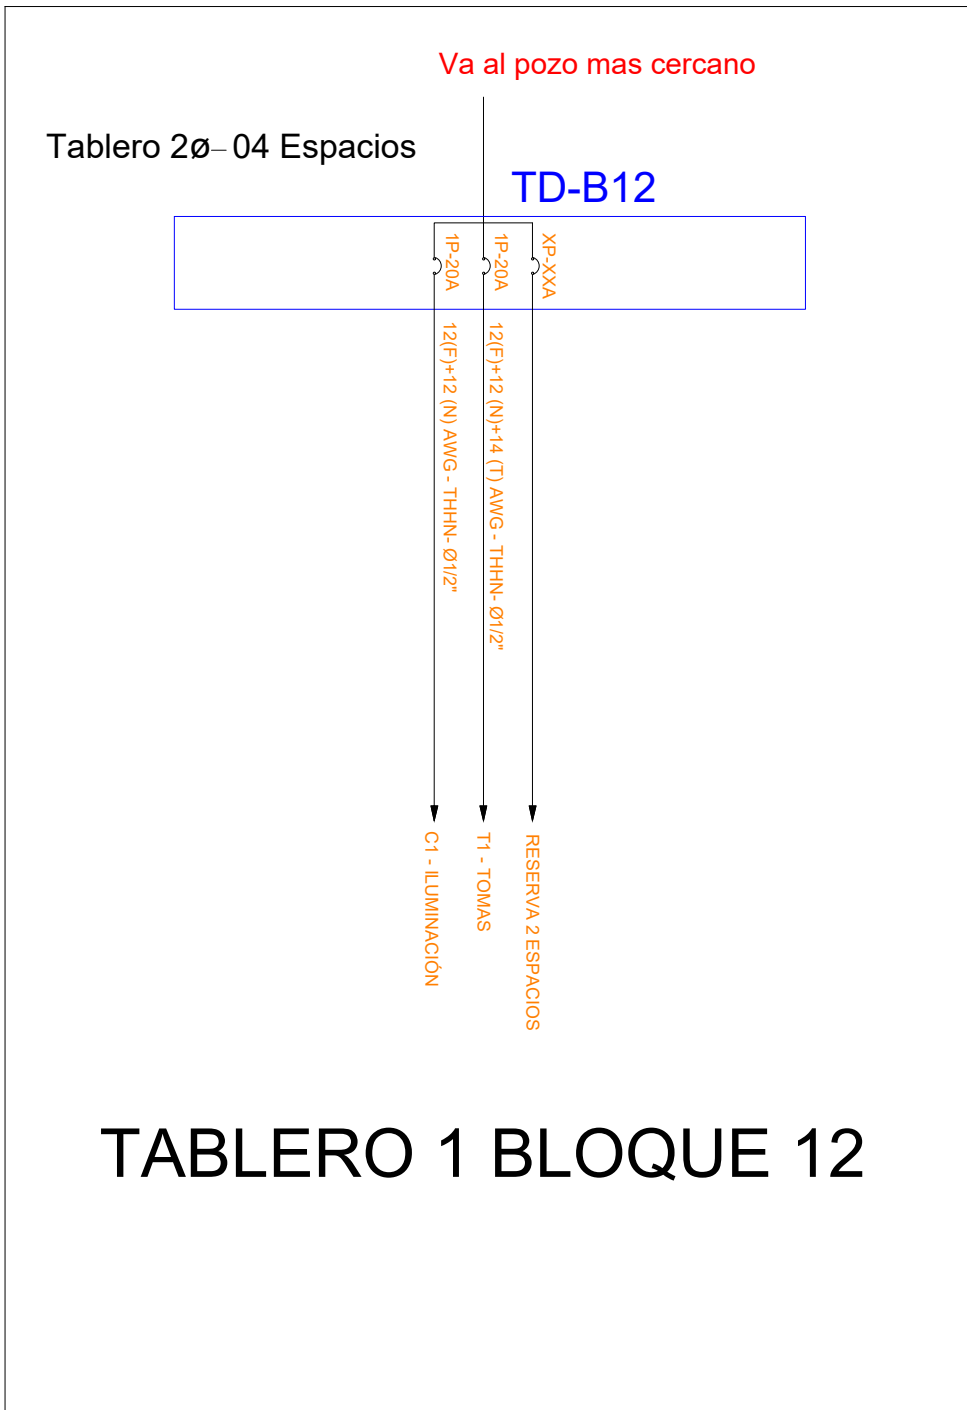 Va al pozo mas cercano
Tablero 2ø–04 Espacios
TD-B12
1P-20A
1P-20A
XP-XXA
12(F)+12 (N) AWG - THHN- Ø1/2"
12(F)+12 (N)+14 (T) AWG - THHN- Ø1/2"
C1 - ILUMINACIÓN
T1 - TOMAS
RESERVA 2 ESPACIOS
TABLERO 1 BLOQUE 12